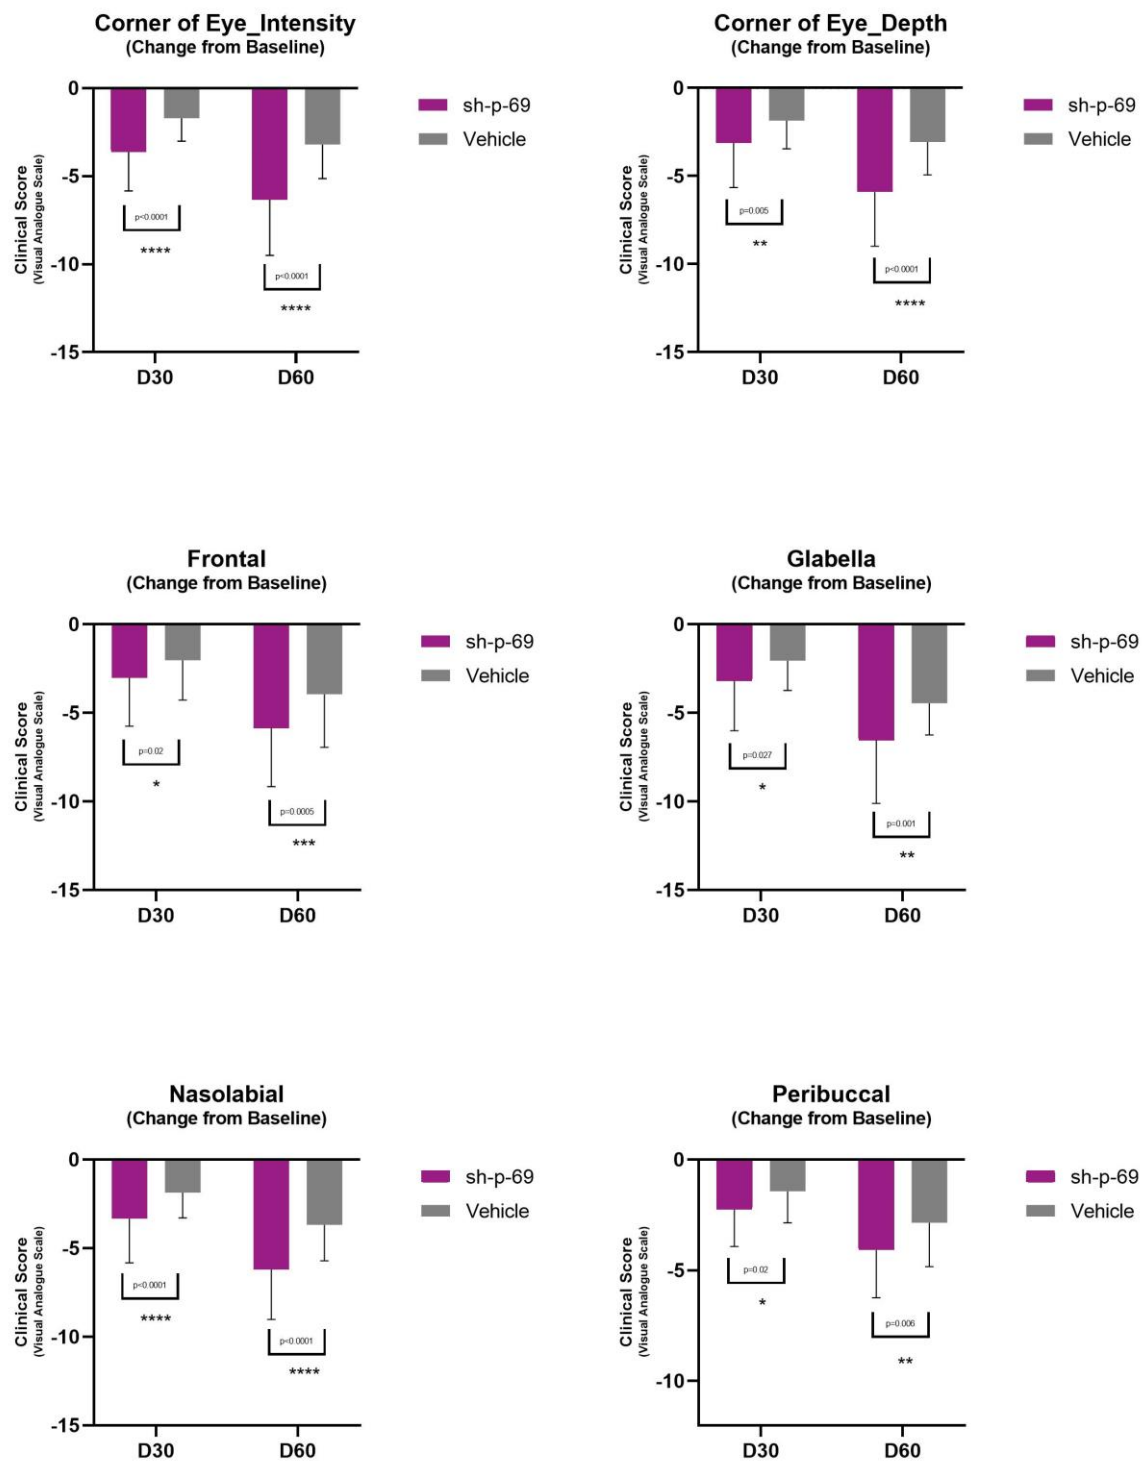 Corner of Eye_Intensity
(Change from Baseline)
0
-5
-10
-15
Clinical Score
(Visual Analogue Scale)
p<0.0001
****
p<0.0001
****
D30
D60
sh-p-69
Vehicle
Corner of Eye_Depth
(Change from Baseline)
0
-5
-10
-15
Clinical Score
(Visual Analogue Scale)
p=0.005
**
p<0.0001
****
D30
D60
sh-p-69
Vehicle
Frontal
(Change from Baseline)
0
-5
-10
-15
Clinical Score
(Visual Analogue Scale)
p=0.02
*
p=0.0005
***
D30
D60
sh-p-69
Vehicle
Glabella
(Change from Baseline)
0
-5
-10
-15
Clinical Score
(Visual Analogue Scale)
p=0.027
*
p=0.001
**
D30
D60
sh-p-69
Vehicle
Nasolabial
(Change from Baseline)
0
-5
-10
-15
Clinical Score
(Visual Analogue Scale)
p<0.0001
****
p<0.0001
****
D30
D60
sh-p-69
Vehicle
Peribuccal
(Change from Baseline)
0
-5
-10
Clinical Score
(Visual Analogue Scale)
p=0.02
*
p=0.006
**
D30
D60
sh-p-69
Vehicle